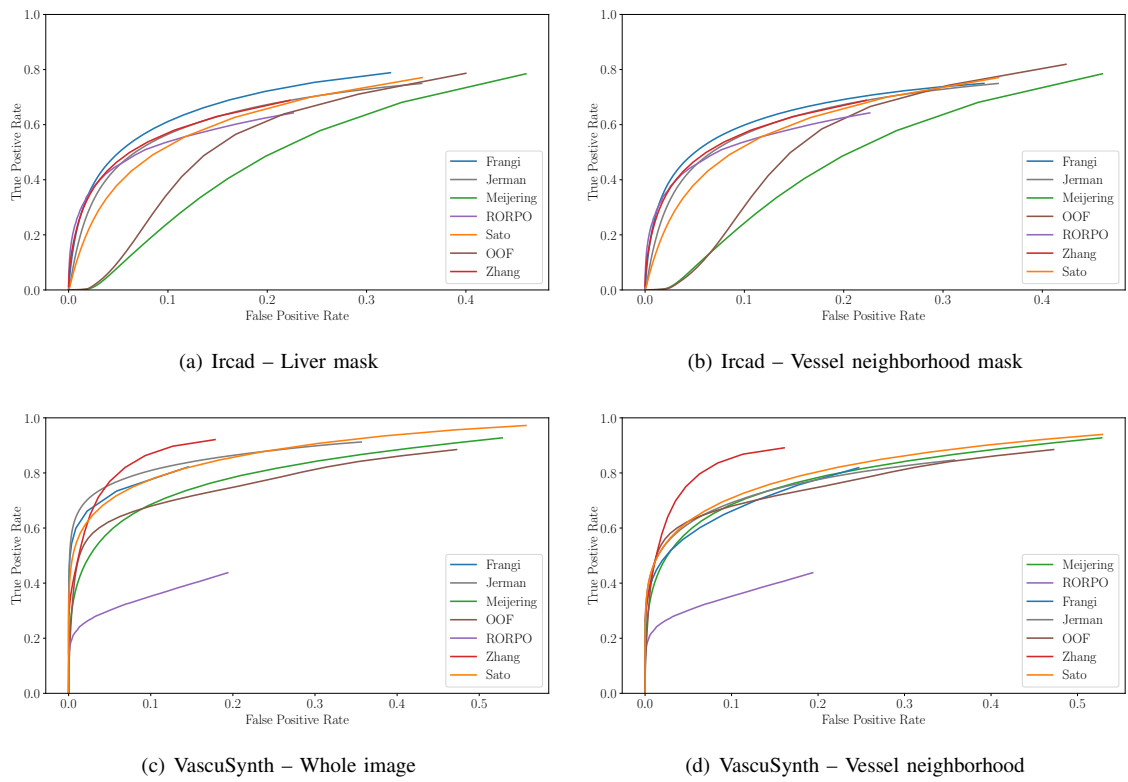 1.0
0.8
0.6
0.4
0.2
0.0
True Postive Rate
0.0 0.1 0.2 0.3 0.4
False Positive Rate
Frangi
Jerman
Meijering
RORPO
Sato
OOF
Zhang
(a) Ircad – Liver mask
1.0
0.8
0.6
0.4
0.2
0.0
True Postive Rate
0.0 0.1 0.2 0.3 0.4
False Positive Rate
Frangi
Jerman
Meijering
OOF
RORPO
Zhang
Sato
(b) Ircad – Vessel neighborhood mask
1.0
0.8
0.6
0.4
0.2
0.0
True Postive Rate
0.0 0.1 0.2 0.3 0.4 0.5
False Positive Rate
Frangi
Jerman
Meijering
OOF
RORPO
Zhang
Sato
(c) VascuSynth – Whole image
1.0
0.8
0.6
0.4
0.2
0.0
True Postive Rate
0.0 0.1 0.2 0.3 0.4 0.5
False Positive Rate
Meijering
RORPO
Frangi
Jerman
OOF
Zhang
Sato
(d) VascuSynth – Vessel neighborhood